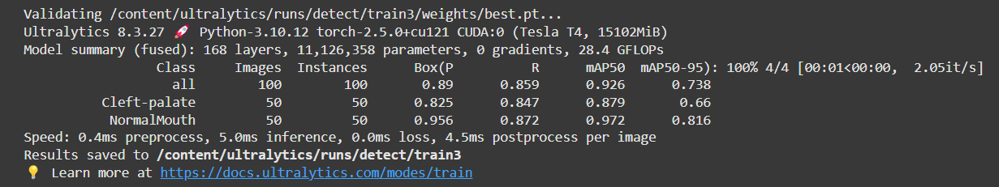 Validating /content/ultralytics/runs/detect/train3/weights/best.pt...
Ultralytics 8.3.27 🚀 Python-3.10.12 torch-2.5.0+cu121 CUDA:0 (Tesla T4, 15102MiB)
Model summary (fused): 168 layers, 11,126,358 parameters, 0 gradients, 28.4 GFLOPs
Class Images Instances Box(P R mAP50 mAP50-95): 100% 4/4 [00:01<00:00, 2.05it/s]
all 100 100 0.89 0.859 0.926 0.738
Cleft-palate 50 50 0.825 0.847 0.879 0.66
NormalMouth 50 50 0.956 0.872 0.972 0.816
Speed: 0.4ms preprocess, 5.0ms inference, 0.0ms loss, 4.5ms postprocess per image
Results saved to /content/ultralytics/runs/detect/train3
💡 Learn more at https://docs.ultralytics.com/modes/train